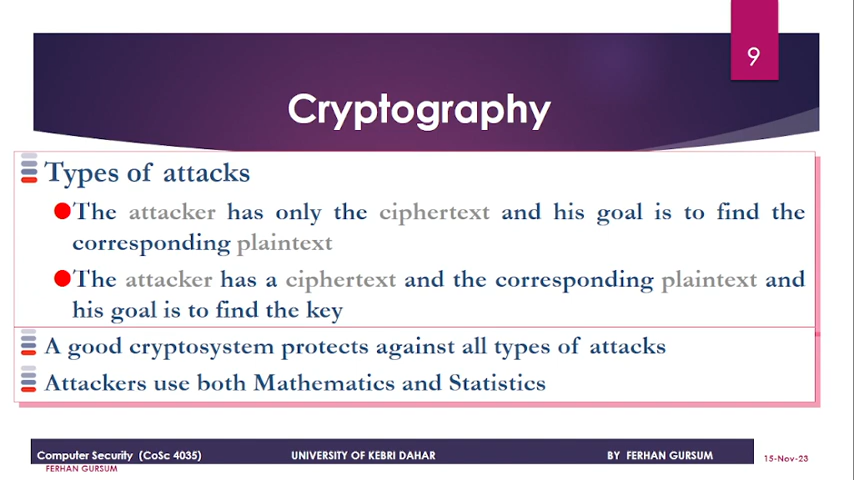 9
Cryptography
Types of attacks
The attacker has only the ciphertext and his goal is to find the
corresponding plaintext
The attacker has a ciphertext and the corresponding plaintext and
his goal is to find the key
A good cryptosystem protects against all types of attacks
Attackers use both Mathematics and Statistics
Computer Security (CoSc 4035) UNIVERSITY OF KEBRI DAHAR BY FERHAN GURSUM 15-Nov-23
FERHAN GURSUM